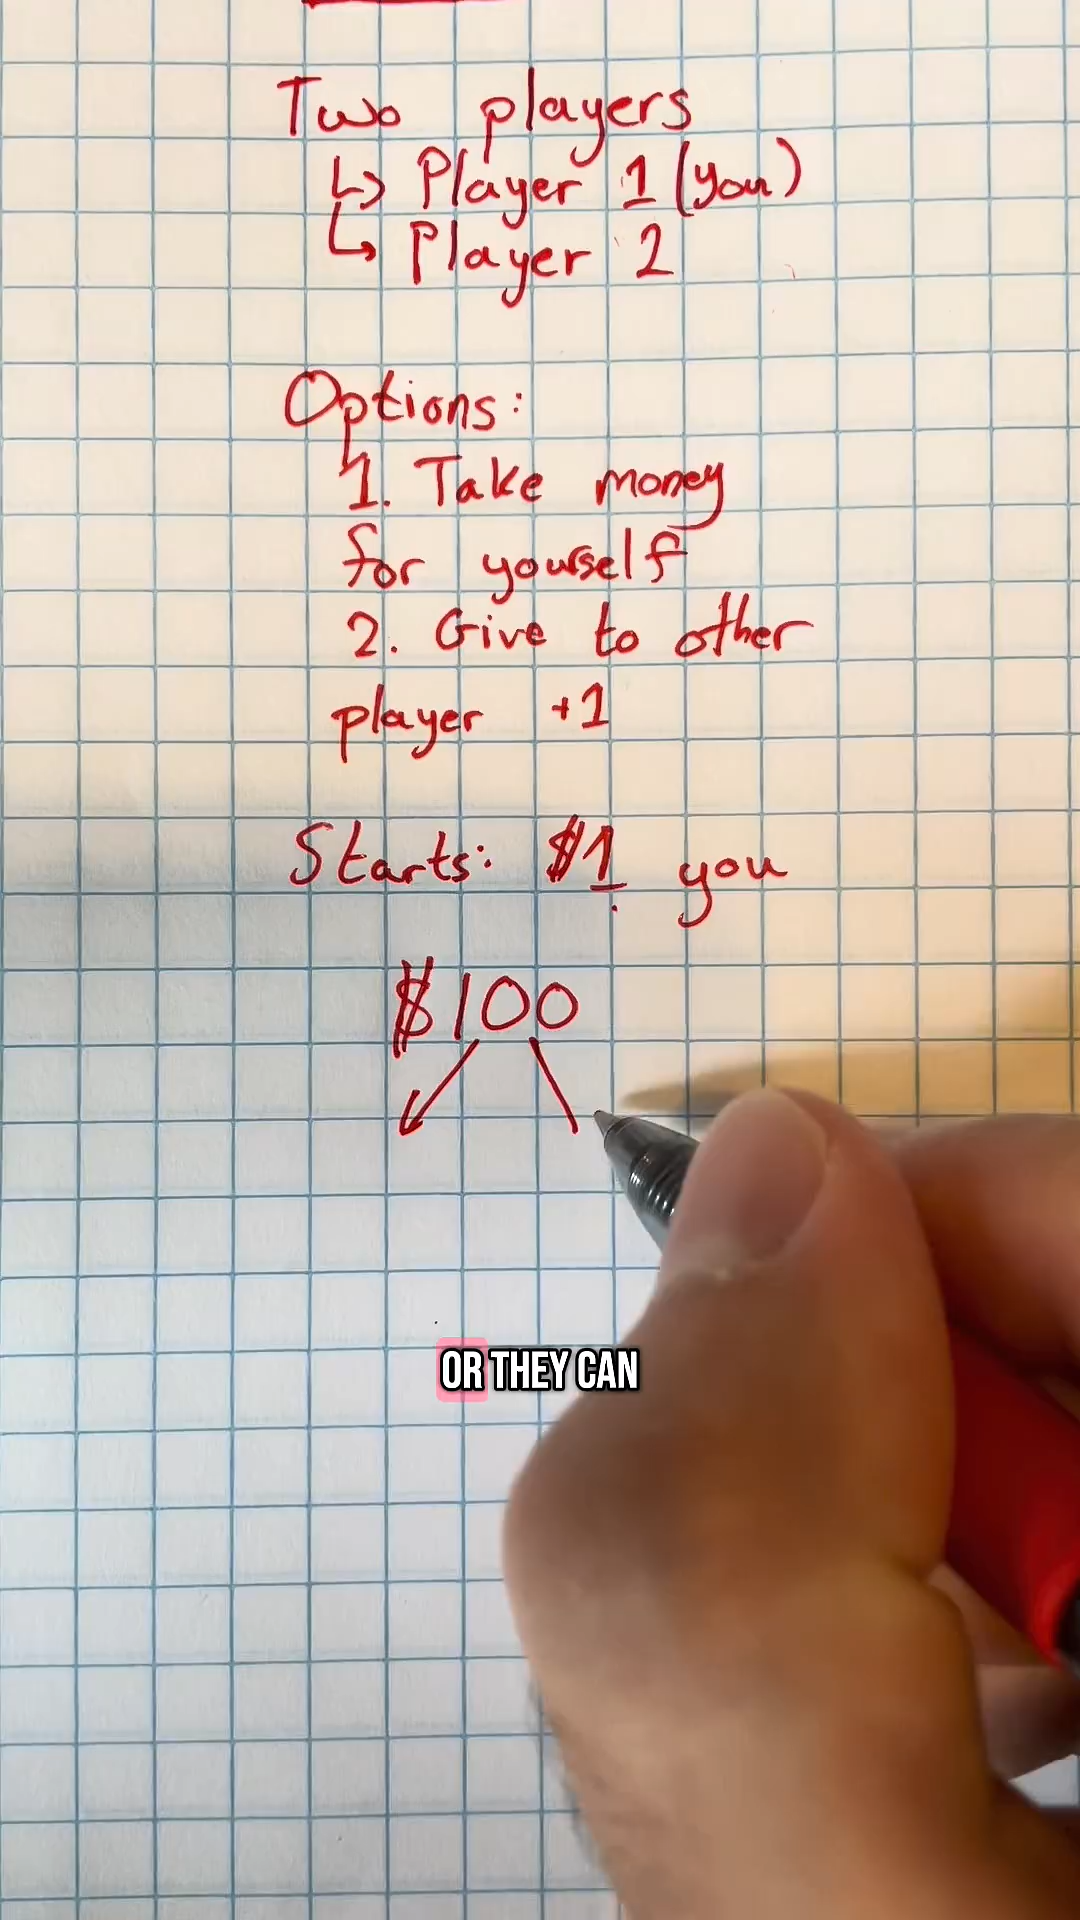 Two players
↳ Player 1 (you)
↳ Player 2
Options:
1. Take money
for yourself
2. Give to other
player +1
Starts: $1 you
$100
OR THEY CAN